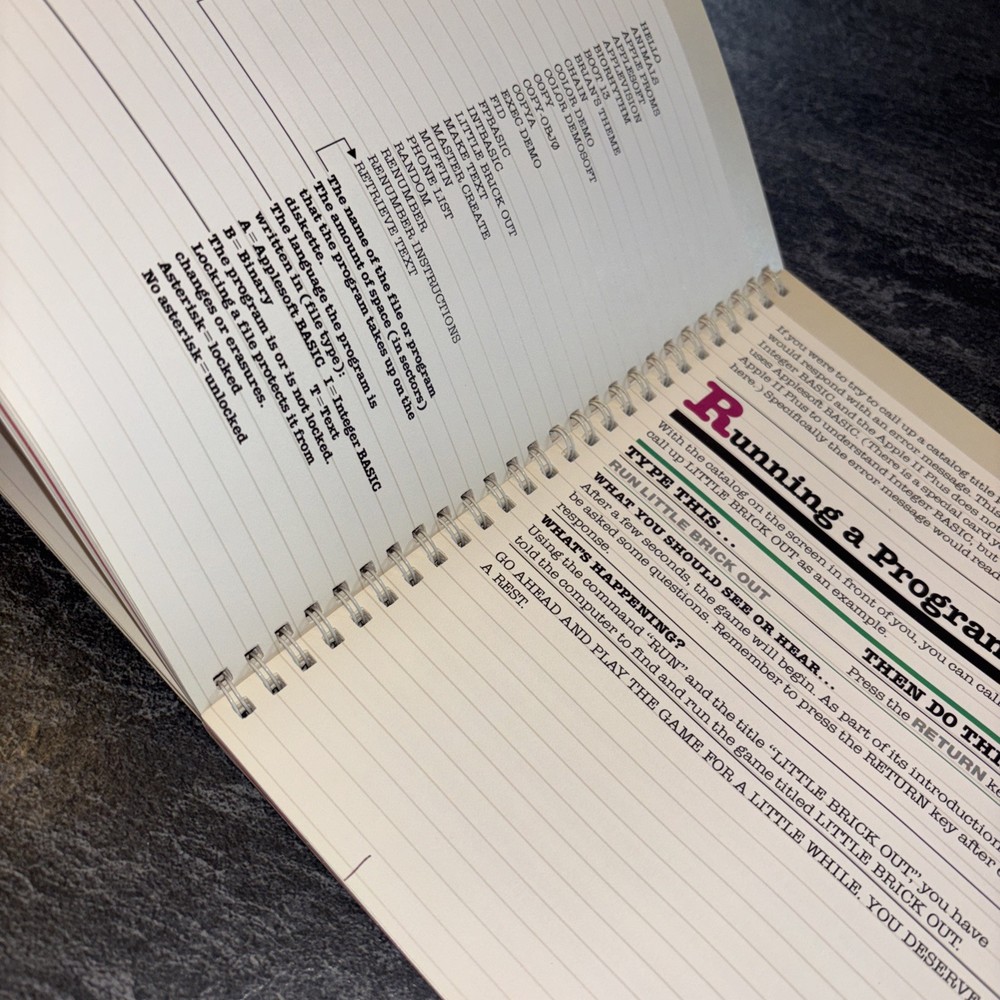 HELLO
ANIMALS
APPLE PROMS
APPLESOFT
APPLEVISION
BIORHYTHM
BOOT 13
BRIAN'S THEME
CHAIN
COLOR DEMO
COLOR DEMOSOFT
COPY
COPY-OBJ0
COPYA
EXEC DEMO
FID
FPBASIC
INTBASIC
LITTLE BRICK OUT
MAKE TEXT
MASTER CREATE
MUFFIN
PHONE LIST
RANDOM
RENUMBER
RENUMBER INSTRUCTIONS
RETRIEVE TEXT
The name of the file or program
The amount of space (in sectors)
that the program takes up on the
diskette.
The language the program is
written in (file type);
A = Applesoft BASIC I = Integer BASIC
B = Binary T = Text
The program is or is not locked.
Locking a file protects it from
changes or erasures.
Asterisk = locked
No asterisk = unlocked
If you were to try to call up a catalog title
would respond with an error message. This
Integer BASIC and the Apple II Plus does not
uses Applesoft BASIC. (There is a special card
Apple II Plus to understand Integer BASIC, but
here.) Specifically the error message would read
Running a Program
With the catalog on the screen in front of you, you can call
call up LITTLE BRICK OUT, as an example.
TYPE THIS... THEN DO THI
RUN LITTLE BRICK OUT Press the RETURN ke
WHAT YOU SHOULD SEE OR HEAR...
After a few seconds, the game will begin. As part of its introduction
be asked some questions. Remember to press the RETURN key after
response.
WHAT'S HAPPENING?
Using the command "RUN" and the title "LITTLE BRICK OUT", you have
told the computer to find and run the game titled LITTLE BRICK OUT.
GO AHEAD AND PLAY THE GAME FOR A LITTLE WHILE. YOU DESERVE
A REST.